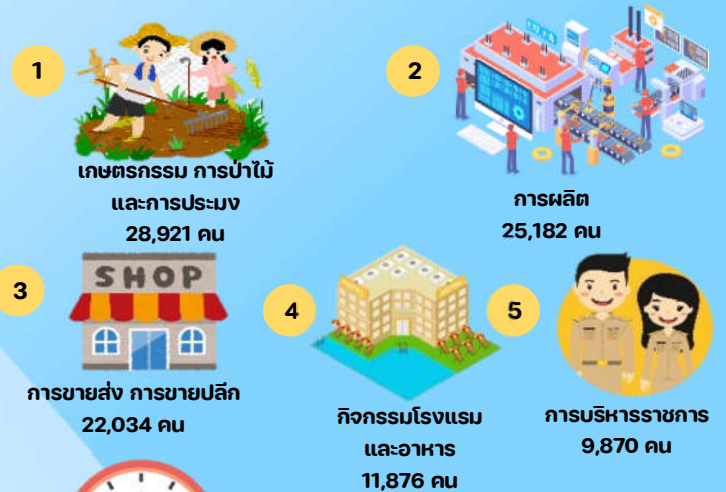 1
เกษตรกรรม การป่าไม้
และการประมง
28,921 คน
2
การผลิต
25,182 คน
3
SHOP
การขายส่ง การขายปลีก
22,034 คน
4
กิจกรรมโรงแรม
และอาหาร
11,876 คน
5
การบริหารราชการ
9,870 คน